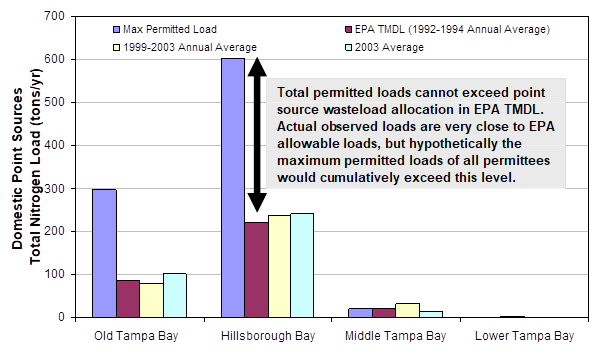 Domestic Point Sources
Total Nitrogen Load (tons/yr)
700
600
500
400
300
200
100
0
Max Permitted Load
EPA TMDL (1992-1994 Annual Average)
1999-2003 Annual Average
2003 Average
Total permitted loads cannot exceed point
source wasteload allocation in EPA TMDL.
Actual observed loads are very close to EPA
allowable loads, but hypothetically the
maximum permitted loads of all permittees
would cumulatively exceed this level.
Old Tampa Bay
Hillsborough Bay
Middle Tampa Bay
Lower Tampa Bay